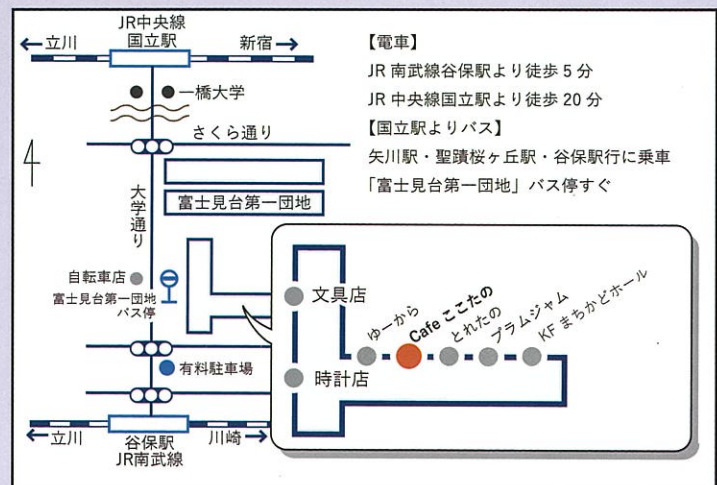 JR中央線
国立駅
←立川
新宿→
一橋大学
さくら通り
大学通り
富士見台第一団地
自転車店
富士見台第一団地
バス停
有料駐車場
←立川
谷保駅
JR南武線
川崎→
【電車】
JR 南武線谷保駅より徒歩 5 分
JR 中央線国立駅より徒歩 20 分
【国立駅よりバス】
矢川駅・聖蹟桜ヶ丘駅・谷保駅行に乗車
「富士見台第一団地」バス停すぐ
文具店
時計店
ゆーから
Cafe ここたの
とれたの
プラムジャム
KF まちかどホール